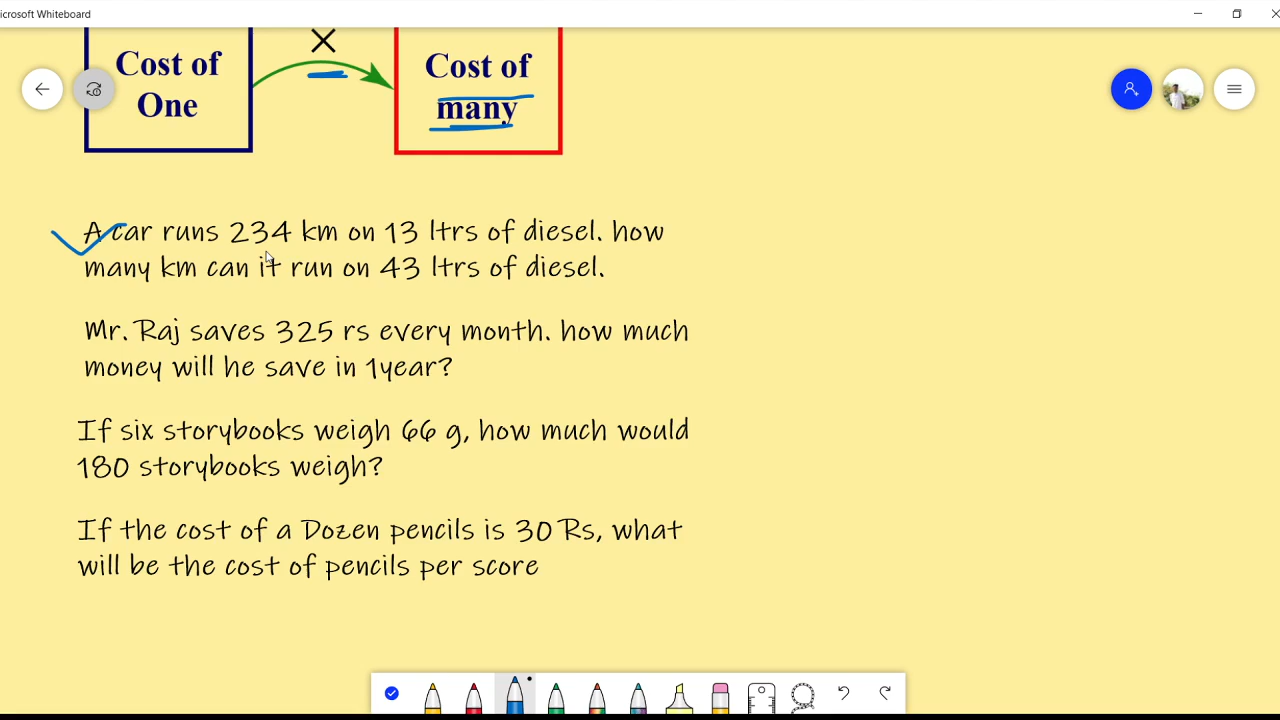 icrosoft Whiteboard
Cost of
One
×
Cost of
many
A car runs 234 km on 13 ltrs of diesel. how
many km can it run on 43 ltrs of diesel.
Mr. Raj saves 325 rs every month. how much
money will he save in 1year?
If six storybooks weigh 66 g, how much would
180 storybooks weigh?
If the cost of a Dozen pencils is 30 Rs, what
will be the cost of pencils per score